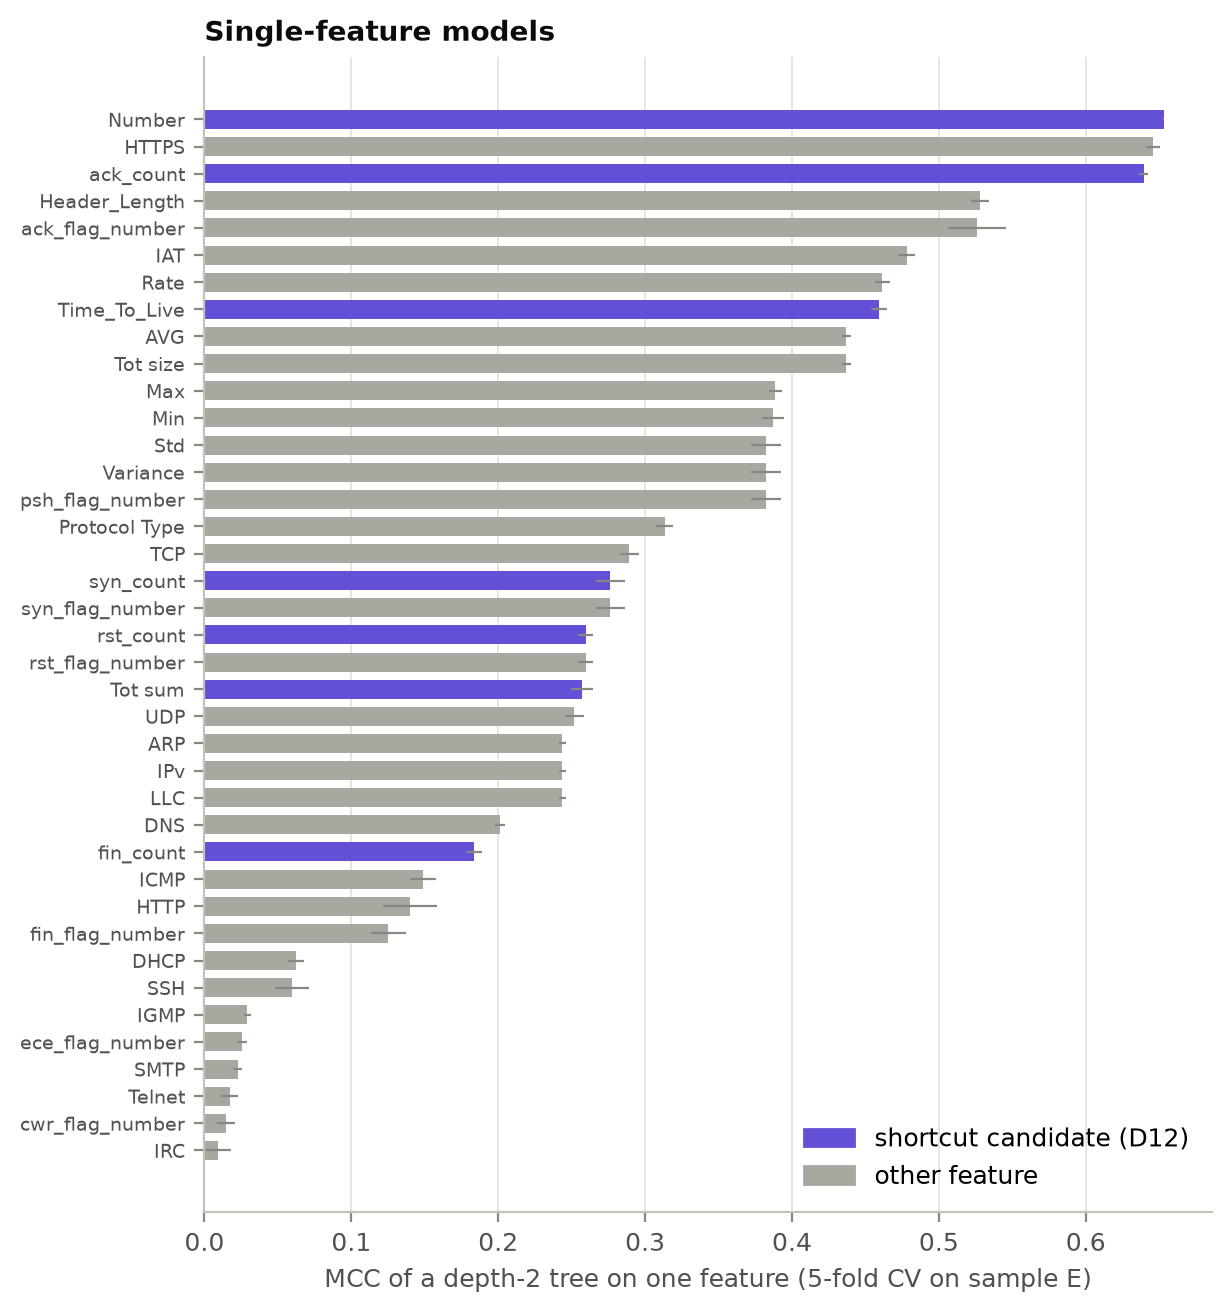 Single-feature models
Number
HTTPS
ack_count
Header_Length
ack_flag_number
IAT
Rate
Time_To_Live
AVG
Tot size
Max
Min
Std
Variance
psh_flag_number
Protocol Type
TCP
syn_count
syn_flag_number
rst_count
rst_flag_number
Tot sum
UDP
ARP
IPv
LLC
DNS
fin_count
ICMP
HTTP
fin_flag_number
DHCP
SSH
IGMP
ece_flag_number
SMTP
Telnet
cwr_flag_number
IRC
shortcut candidate (D12)
other feature
0.0 0.1 0.2 0.3 0.4 0.5 0.6
MCC of a depth-2 tree on one feature (5-fold CV on sample E)